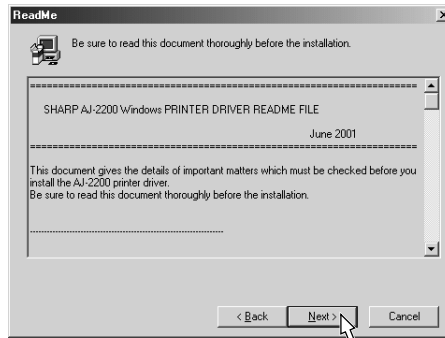 ReadMe
Be sure to read this document thoroughly before the installation.
==========================================================================
SHARP AJ-2200 Windows PRINTER DRIVER README FILE
June 2001
==========================================================================
This document gives the details of important matters which must be checked before you
install the AJ-2200 printer driver.
Be sure to read this document thoroughly before the installation.
----------------------------------------------------------------------
< Back Next > Cancel